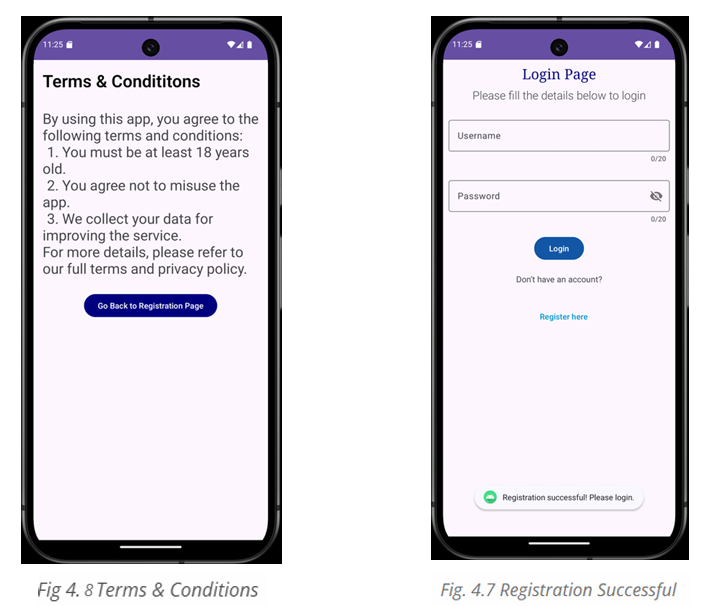 11:25
Terms & Condititons
By using this app, you agree to the
following terms and conditions:
1. You must be at least 18 years
old.
2. You agree not to misuse the
app.
3. We collect your data for
improving the service.
For more details, please refer to
our full terms and privacy policy.
Go Back to Registration Page
Fig 4. 8 Terms & Conditions
11:25
Login Page
Please fill the details below to login
Username
0/20
Password
0/20
Login
Don't have an account?
Register here
Registration successful! Please login.
Fig. 4.7 Registration Successful